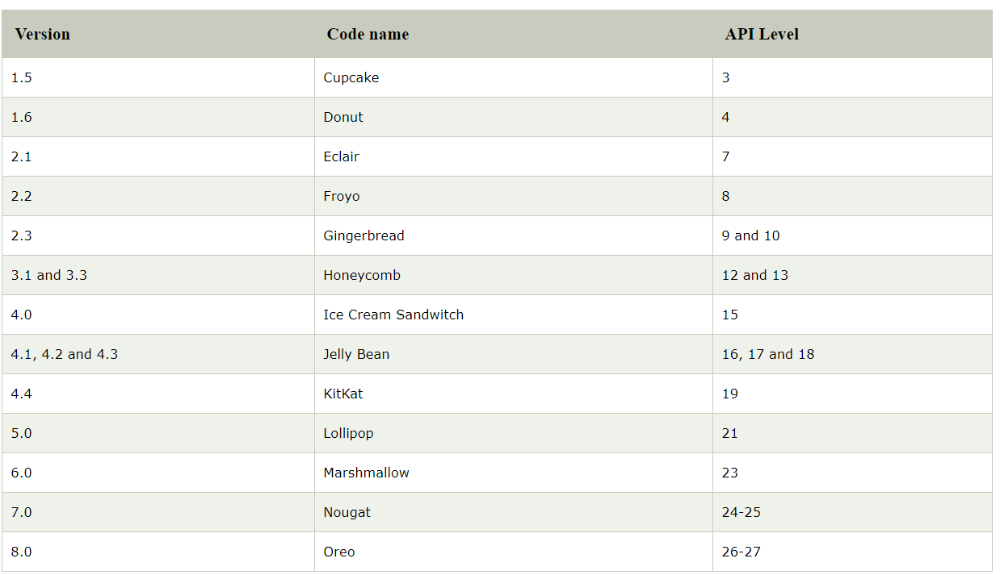 Version Code name API Level
1.5 Cupcake 3
1.6 Donut 4
2.1 Eclair 7
2.2 Froyo 8
2.3 Gingerbread 9 and 10
3.1 and 3.3 Honeycomb 12 and 13
4.0 Ice Cream Sandwitch 15
4.1, 4.2 and 4.3 Jelly Bean 16, 17 and 18
4.4 KitKat 19
5.0 Lollipop 21
6.0 Marshmallow 23
7.0 Nougat 24-25
8.0 Oreo 26-27